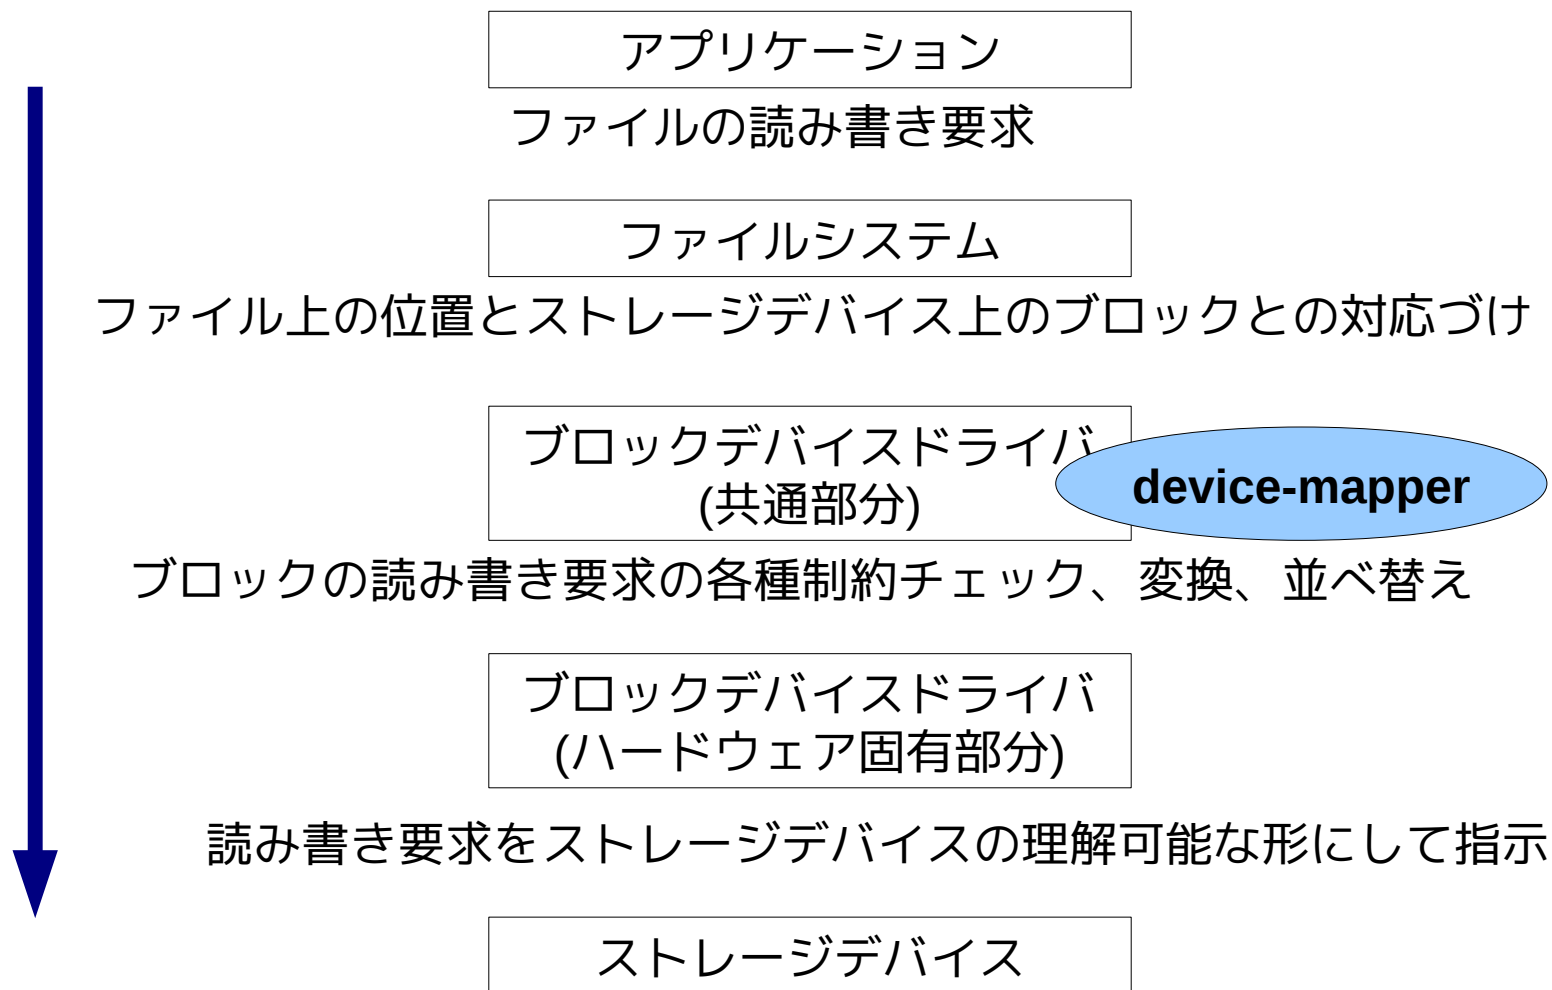 アプリケーション
ファイルの読み書き要求
ファイルシステム
ファイル上の位置とストレージデバイス上のブロックとの対応づけ
ブロックデバイスドライバ
(共通部分)
device-mapper
ブロックの読み書き要求の各種制約チェック、変換、並べ替え
ブロックデバイスドライバ
(ハードウェア固有部分)
読み書き要求をストレージデバイスの理解可能な形にして指示
ストレージデバイス